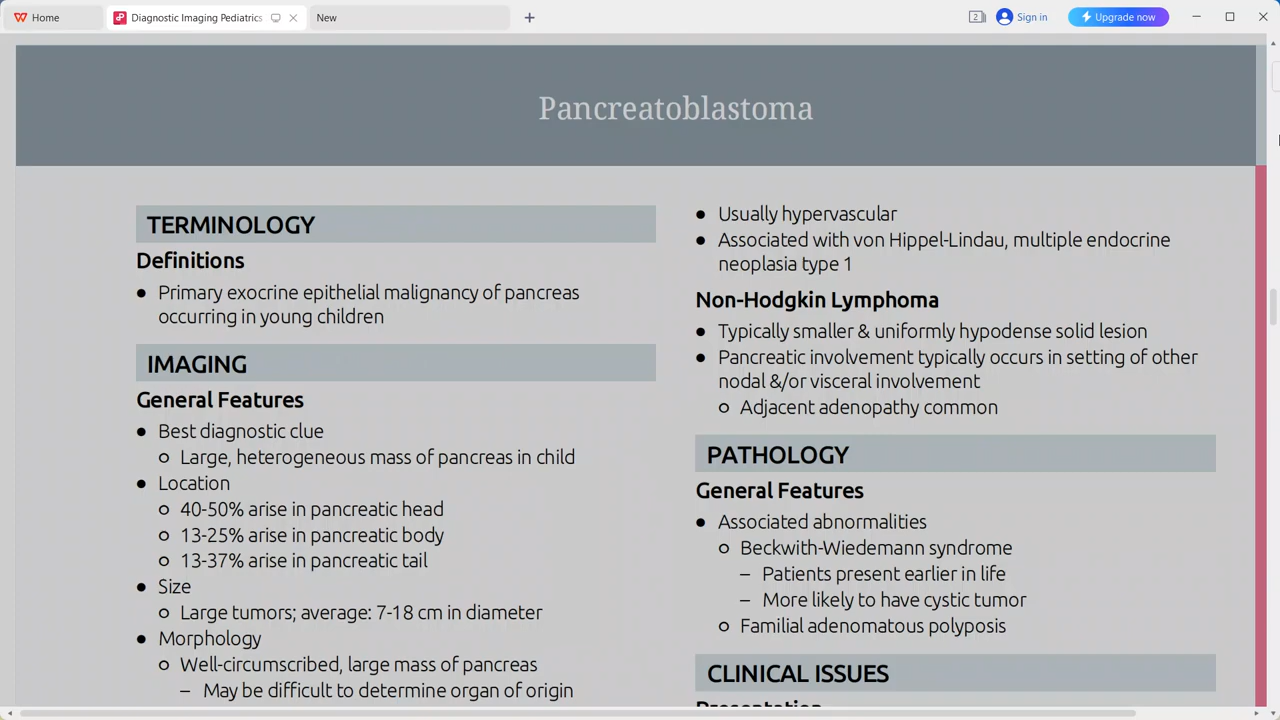 Home
Diagnostic Imaging Pediatrics
New
2
Sign in
Upgrade now
Pancreatoblastoma
TERMINOLOGY
Definitions
● Primary exocrine epithelial malignancy of pancreas
occurring in young children
IMAGING
General Features
● Best diagnostic clue
○ Large, heterogeneous mass of pancreas in child
● Location
○ 40-50% arise in pancreatic head
○ 13-25% arise in pancreatic body
○ 13-37% arise in pancreatic tail
● Size
○ Large tumors; average: 7-18 cm in diameter
● Morphology
○ Well-circumscribed, large mass of pancreas
– May be difficult to determine organ of origin
● Usually hypervascular
● Associated with von Hippel-Lindau, multiple endocrine
neoplasia type 1
Non-Hodgkin Lymphoma
● Typically smaller & uniformly hypodense solid lesion
● Pancreatic involvement typically occurs in setting of other
nodal &/or visceral involvement
○ Adjacent adenopathy common
PATHOLOGY
General Features
● Associated abnormalities
○ Beckwith-Wiedemann syndrome
– Patients present earlier in life
– More likely to have cystic tumor
○ Familial adenomatous polyposis
CLINICAL ISSUES
Presentation